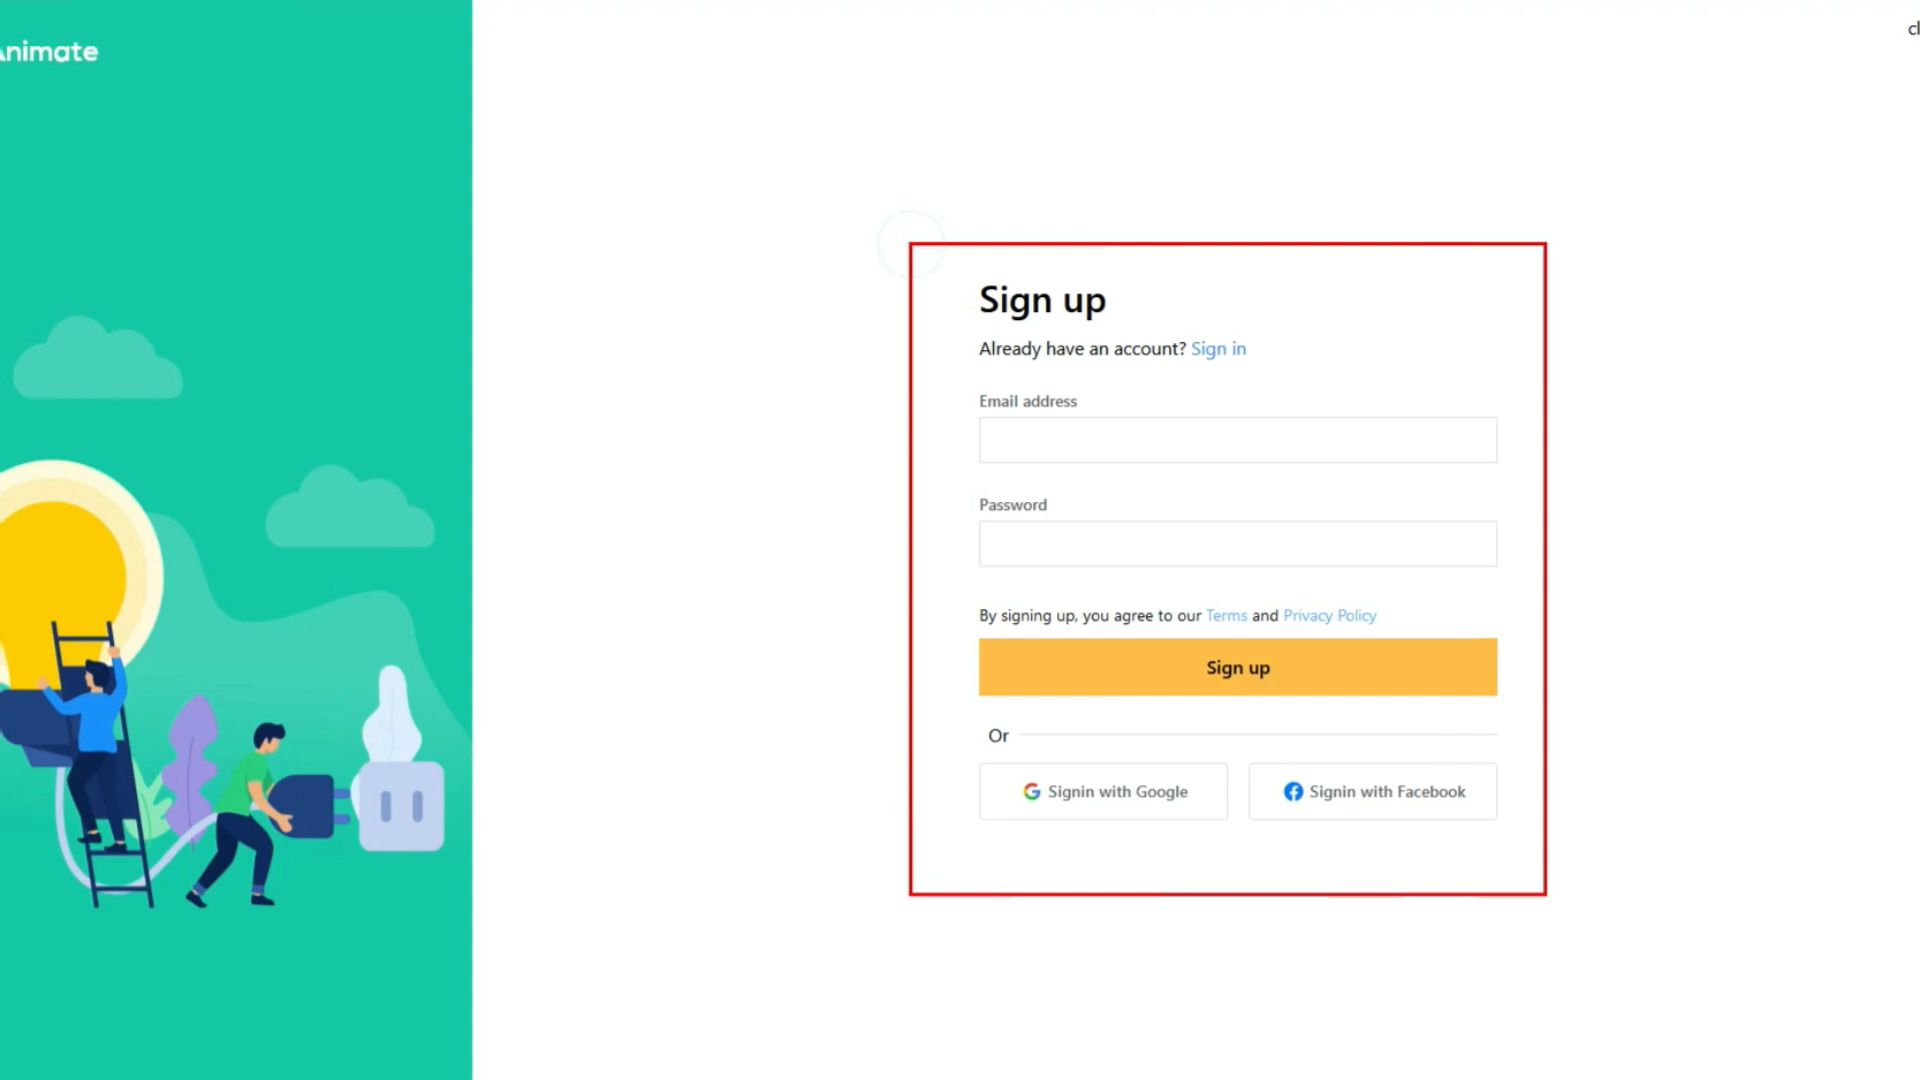 Animate
Sign up
Already have an account? Sign in
Email address
Password
By signing up, you agree to our Terms and Privacy Policy
Sign up
Or
Signin with Google
Signin with Facebook